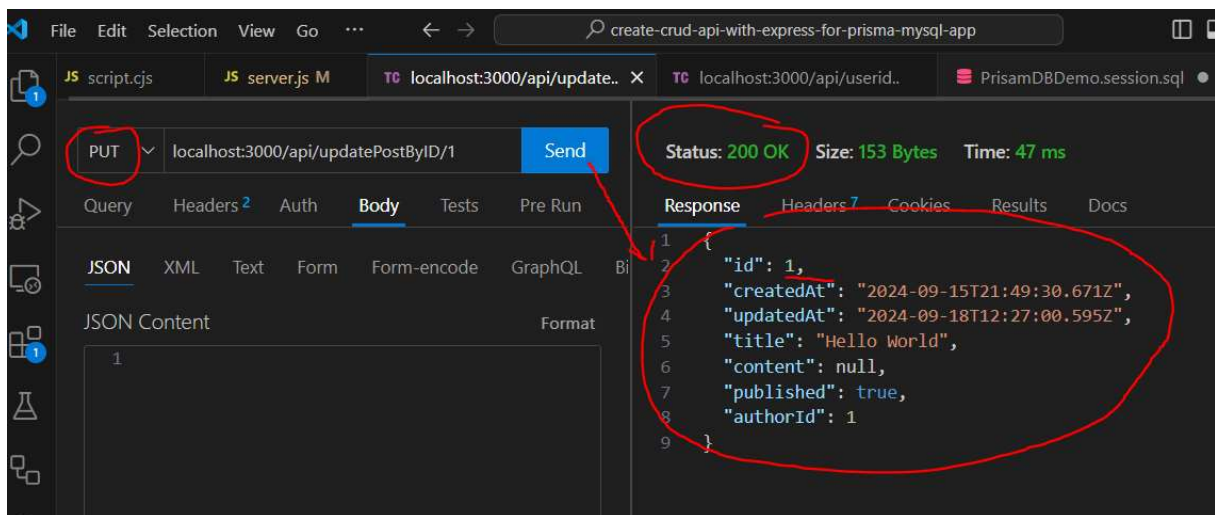 File Edit Selection View Go ··· ← → create-crud-api-with-express-for-prisma-mysql-app
JS script.cjs JS server.js M TC localhost:3000/api/update.. × TC localhost:3000/api/userid.. PrisamDBDemo.session.sql ●
1
PUT localhost:3000/api/updatePostByID/1 Send
Status: 200 OK Size: 153 Bytes Time: 47 ms
Query Headers 2 Auth Body Tests Pre Run
Response Headers 7 Cookies Results Docs
JSON XML Text Form Form-encode GraphQL Bi
JSON Content Format
1
1 {
2 "id": 1,
3 "createdAt": "2024-09-15T21:49:30.671Z",
4 "updatedAt": "2024-09-18T12:27:00.595Z",
5 "title": "Hello World",
6 "content": null,
7 "published": true,
8 "authorId": 1
9 }
1